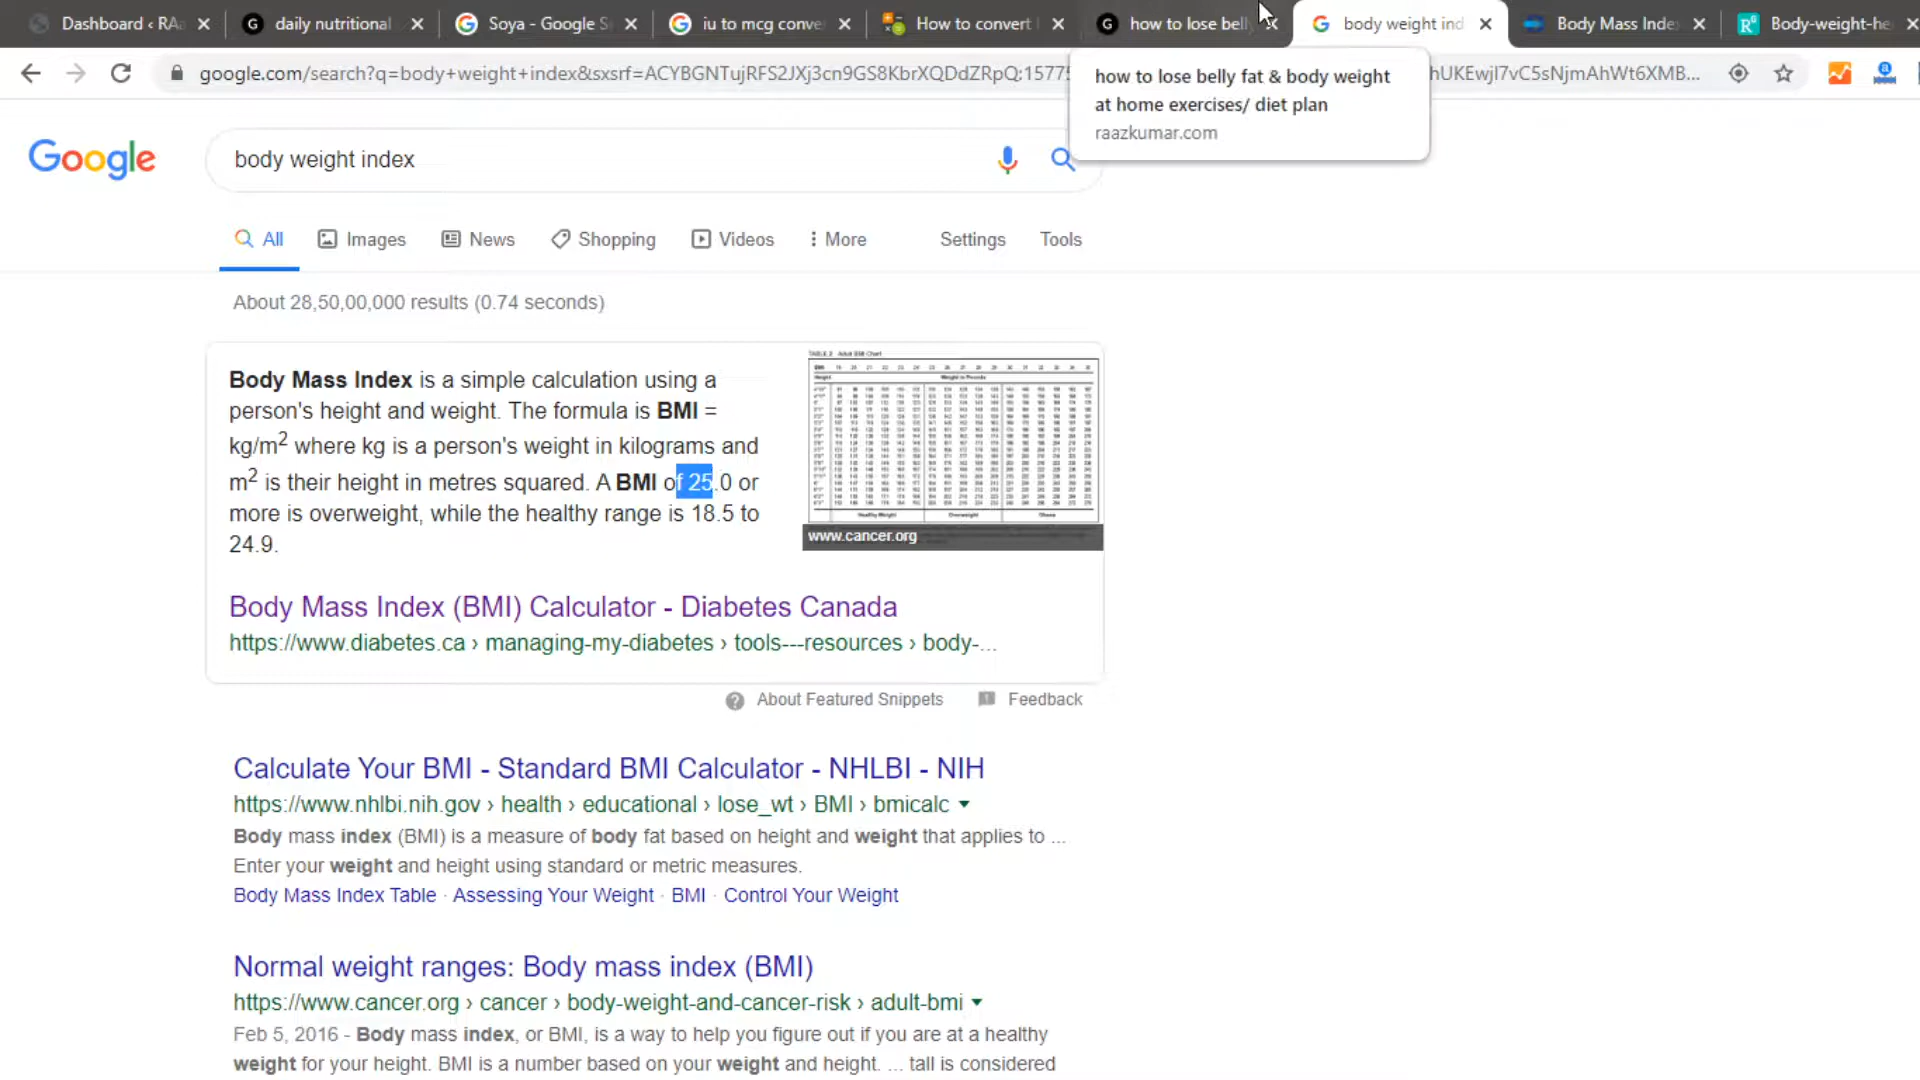 Dashboard ‹ RA
daily nutritional
Soya - Google S
iu to mcg conve
How to convert
how to lose bell
body weight ind
Body Mass Inde
Body-weight-he
google.com/search?q=body+weight+index&sxsrf=ACYBGNTujRFS2JXj3cn9GS8KbrXQDdZRpQ:1577
hUKEwjl7vC5sNjmAhWt6XMB...
how to lose belly fat & body weight
at home exercises/ diet plan
raazkumar.com
Google
body weight index
All
Images
News
Shopping
Videos
More
Settings
Tools
About 28,50,00,000 results (0.74 seconds)
Body Mass Index is a simple calculation using a
person's height and weight. The formula is BMI =
kg/m2 where kg is a person's weight in kilograms and
m2 is their height in metres squared. A BMI of 25.0 or
more is overweight, while the healthy range is 18.5 to
24.9.
TABLE 2 Adult BMI Chart
Healthy Weight
Overweight
Obese
www.cancer.org
Body Mass Index (BMI) Calculator - Diabetes Canada
https://www.diabetes.ca › managing-my-diabetes › tools---resources › body-...
About Featured Snippets
Feedback
Calculate Your BMI - Standard BMI Calculator - NHLBI - NIH
https://www.nhlbi.nih.gov › health › educational › lose_wt › BMI › bmicalc
Body mass index (BMI) is a measure of body fat based on height and weight that applies to ...
Enter your weight and height using standard or metric measures.
Body Mass Index Table · Assessing Your Weight · BMI · Control Your Weight
Normal weight ranges: Body mass index (BMI)
https://www.cancer.org › cancer › body-weight-and-cancer-risk › adult-bmi
Feb 5, 2016 - Body mass index, or BMI, is a way to help you figure out if you are at a healthy
weight for your height. BMI is a number based on your weight and height. ... tall is considered